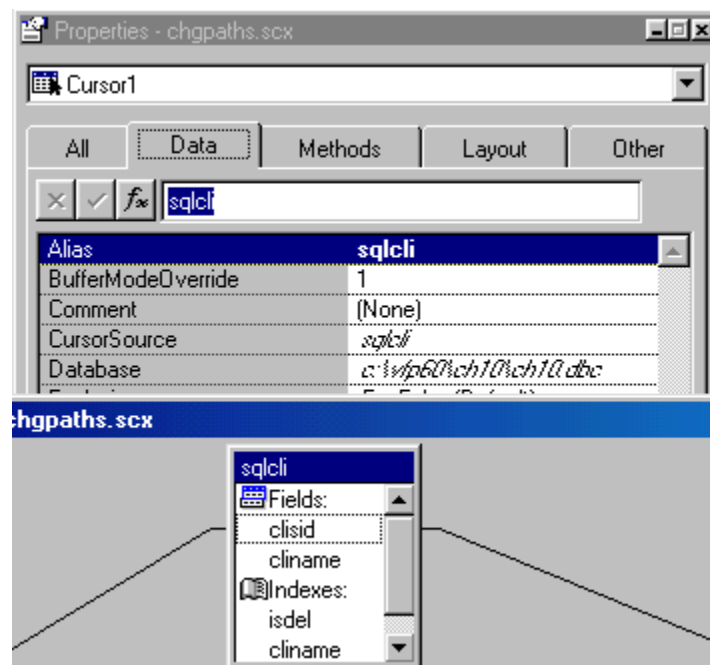 Properties - chgpaths.scx
Cursor1
All Data Methods Layout Other
sqlcli
Alias sqlcli
BufferModeOverride 1
Comment (None)
CursorSource sqlcli
Database c:\vfp60\ch10\ch10.dbc
chgpaths.scx
sqlcli
Fields:
clisid
cliname
Indexes:
isdel
cliname